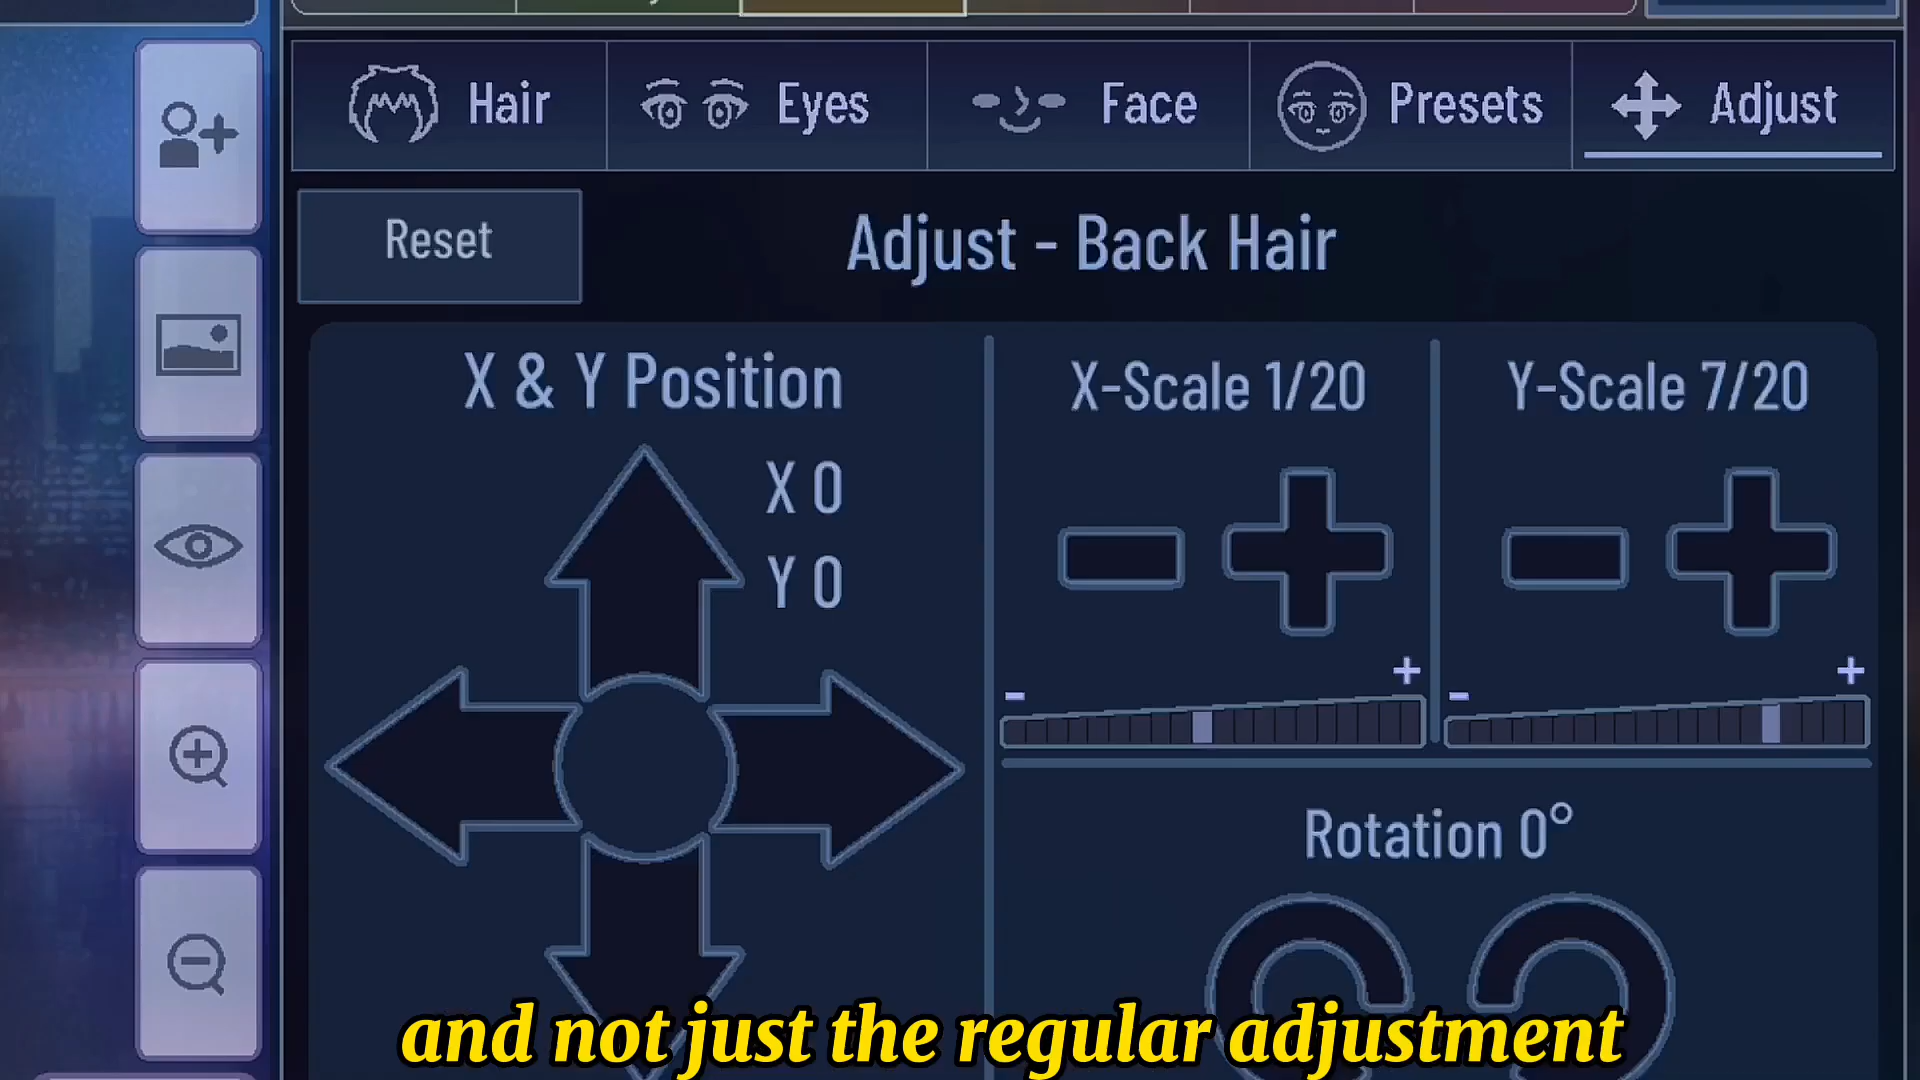 Hair
Eyes
Face
Presets
Adjust
Reset
Adjust - Back Hair
X & Y Position
X 0
Y 0
X-Scale 1/20
Y-Scale 7/20
- +
- +
Rotation 0°
and not just the regular adjustment